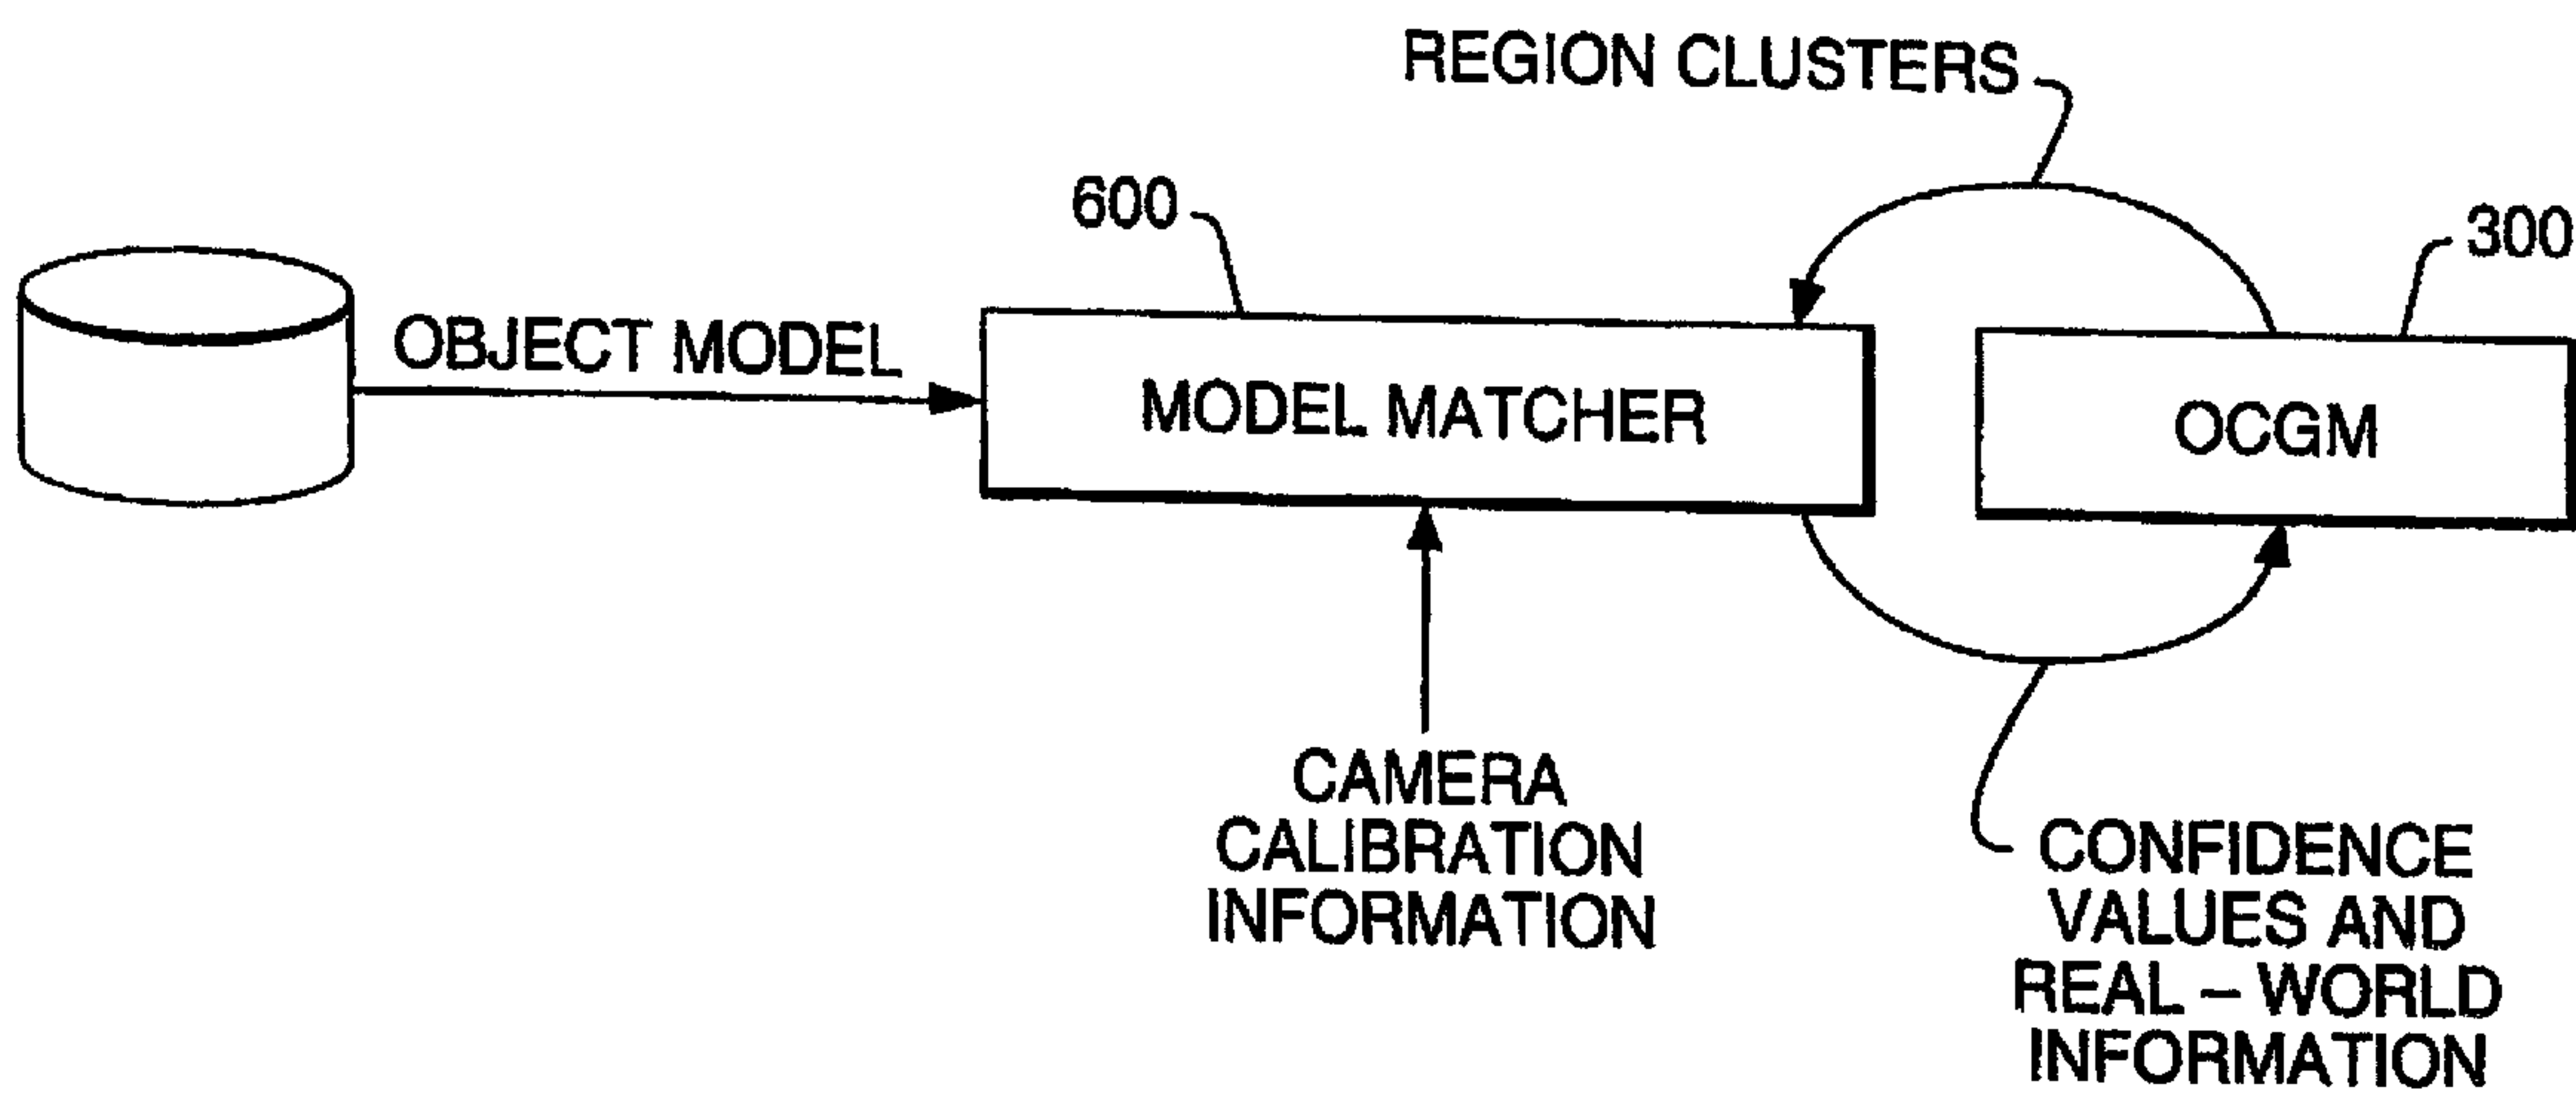 REGION CLUSTERS
600
300
OBJECT MODEL
MODEL MATCHER
OCGM
CAMERA
CALIBRATION
INFORMATION
CONFIDENCE
VALUES AND
REAL – WORLD
INFORMATION